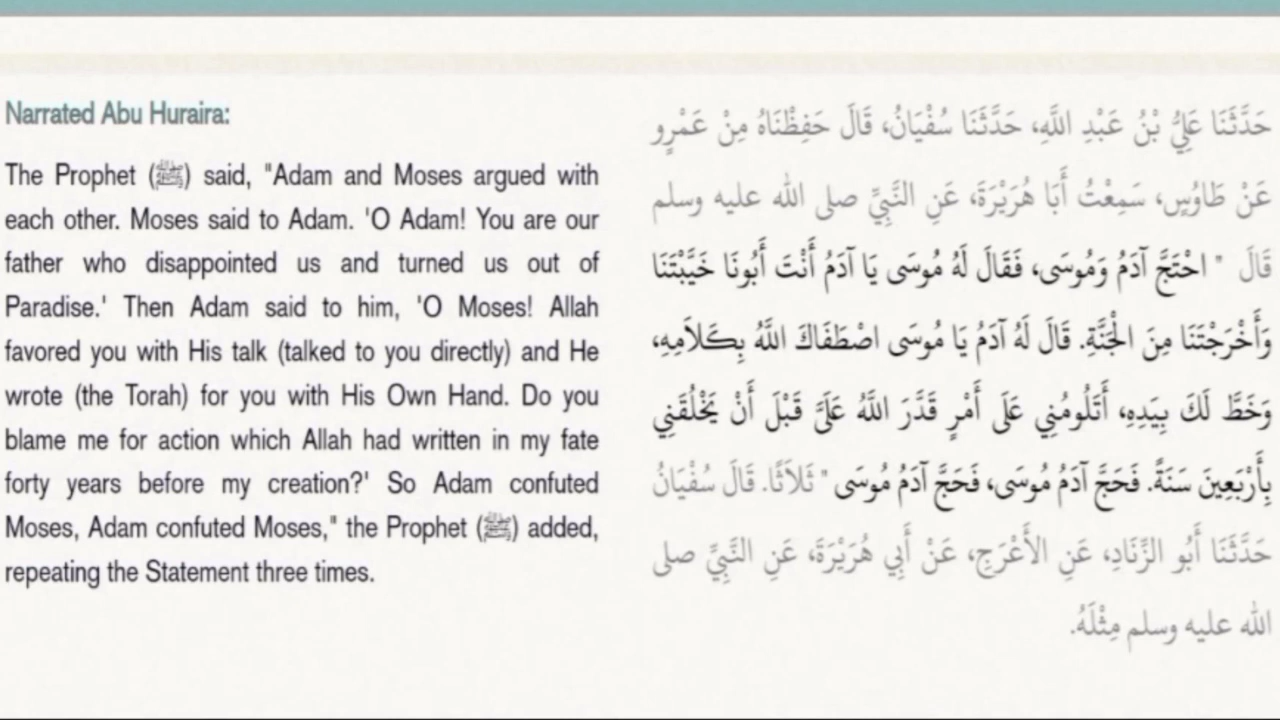 Narrated Abu Huraira:
The Prophet (ﷺ) said, "Adam and Moses argued with
each other. Moses said to Adam. 'O Adam! You are our
father who disappointed us and turned us out of
Paradise.' Then Adam said to him, 'O Moses! Allah
favored you with His talk (talked to you directly) and He
wrote (the Torah) for you with His Own Hand. Do you
blame me for action which Allah had written in my fate
forty years before my creation?' So Adam confuted
Moses, Adam confuted Moses," the Prophet (ﷺ) added,
repeating the Statement three times.
حَدَّثَنَا عَلِيُّ بْنُ عَبْدِ اللَّهِ، حَدَّثَنَا سُفْيَانُ، قَالَ حَفِظْنَاهُ مِنْ عَمْرٍو
عَنْ طَاوُسٍ، سَمِعْتُ أَبَا هُرَيْرَةَ، عَنِ النَّبِيِّ صلى الله عليه وسلم
قَالَ " احْتَجَّ آدَمُ وَمُوسَى، فَقَالَ لَهُ مُوسَى يَا آدَمُ أَنْتَ أَبُونَا خَيَّبْتَنَا
وَأَخْرَجْتَنَا مِنَ الْجَنَّةِ. قَالَ لَهُ آدَمُ يَا مُوسَى اصْطَفَاكَ اللَّهُ بِكَلاَمِهِ،
وَخَطَّ لَكَ بِيَدِهِ، أَتَلُومُنِي عَلَى أَمْرٍ قَدَّرَ اللَّهُ عَلَىَّ قَبْلَ أَنْ يَخْلُقَنِي
بِأَرْبَعِينَ سَنَةً. فَحَجَّ آدَمُ مُوسَى، فَحَجَّ آدَمُ مُوسَى " ثَلاَثًا. قَالَ سُفْيَانُ
حَدَّثَنَا أَبُو الزِّنَادِ، عَنِ الأَعْرَجِ، عَنْ أَبِي هُرَيْرَةَ، عَنِ النَّبِيِّ صلى
الله عليه وسلم مِثْلَهُ.